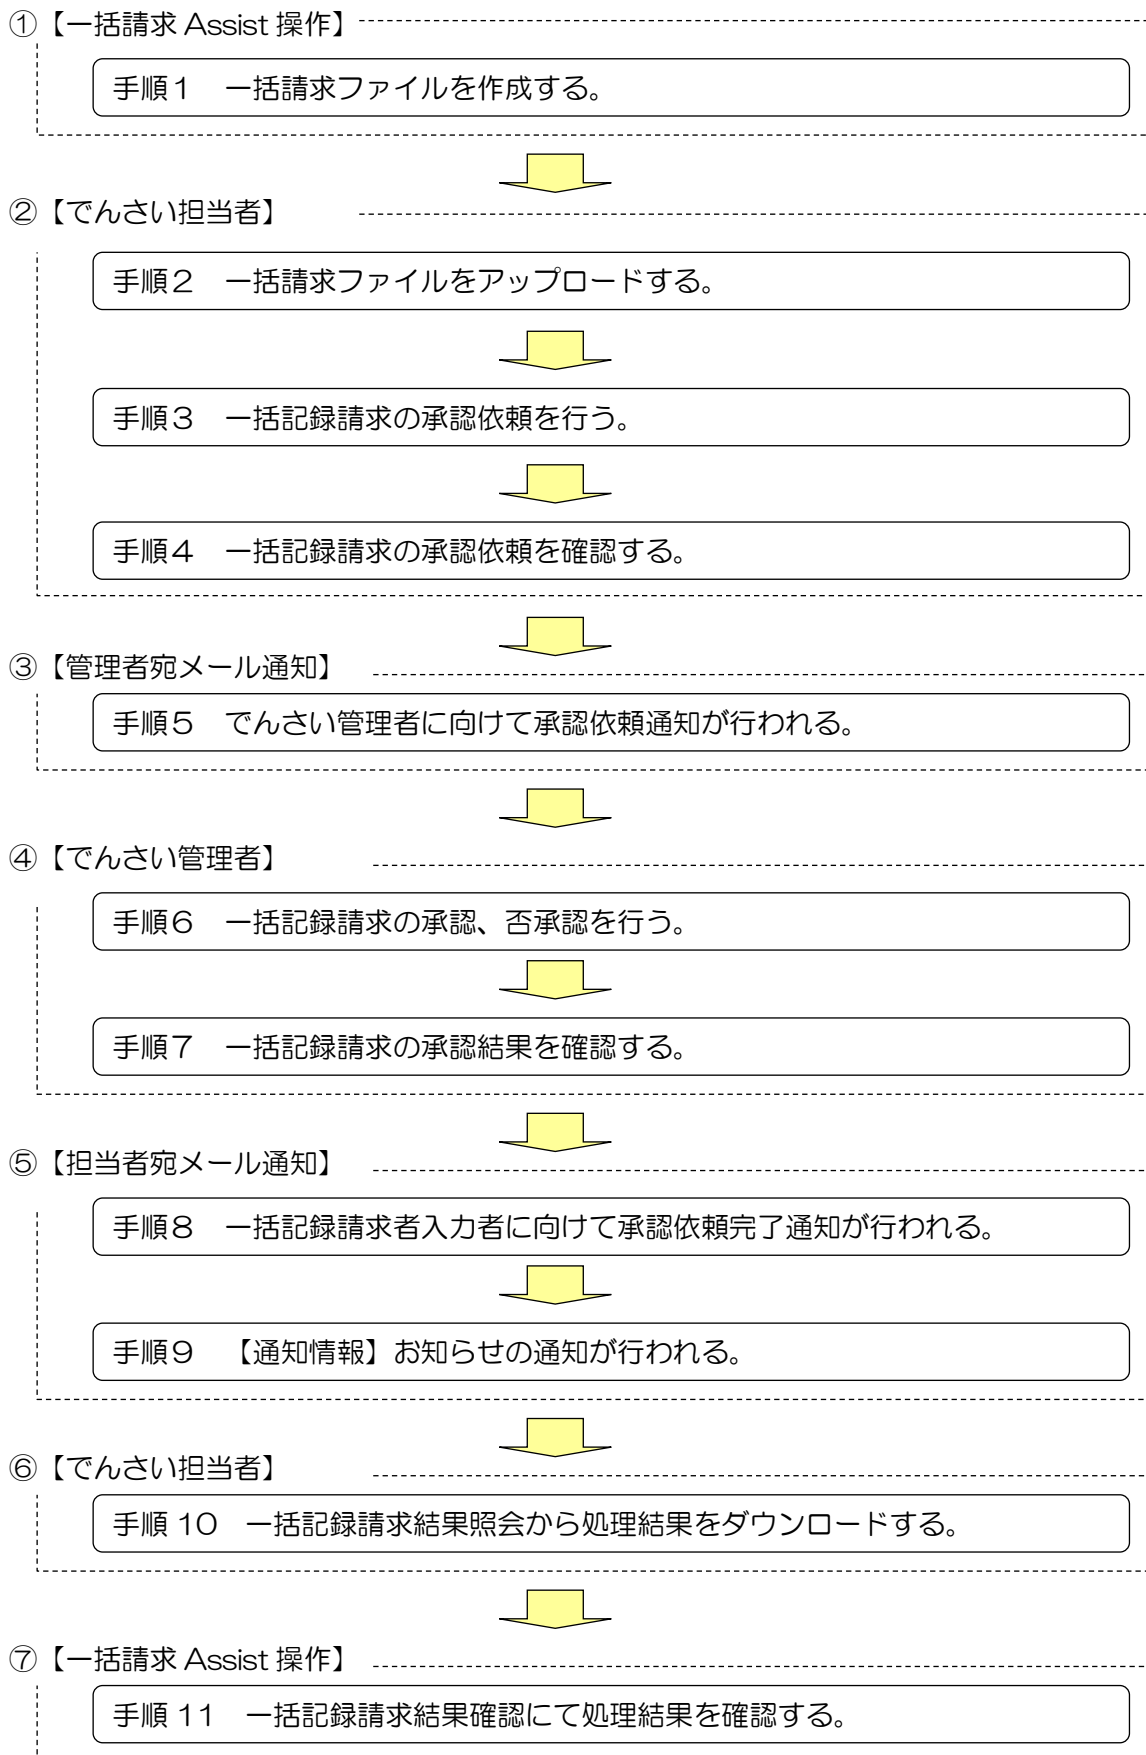 ①【一括請求 Assist 操作】
手順１　一括請求ファイルを作成する。
②【でんさい担当者】
手順２　一括請求ファイルをアップロードする。
手順３　一括記録請求の承認依頼を行う。
手順４　一括記録請求の承認依頼を確認する。
③【管理者宛メール通知】
手順５　でんさい管理者に向けて承認依頼通知が行われる。
④【でんさい管理者】
手順６　一括記録請求の承認、否承認を行う。
手順７　一括記録請求の承認結果を確認する。
⑤【担当者宛メール通知】
手順８　一括記録請求者入力者に向けて承認依頼完了通知が行われる。
手順９　【通知情報】お知らせの通知が行われる。
⑥【でんさい担当者】
手順 10　一括記録請求結果照会から処理結果をダウンロードする。
⑦【一括請求 Assist 操作】
手順 11　一括記録請求結果確認にて処理結果を確認する。